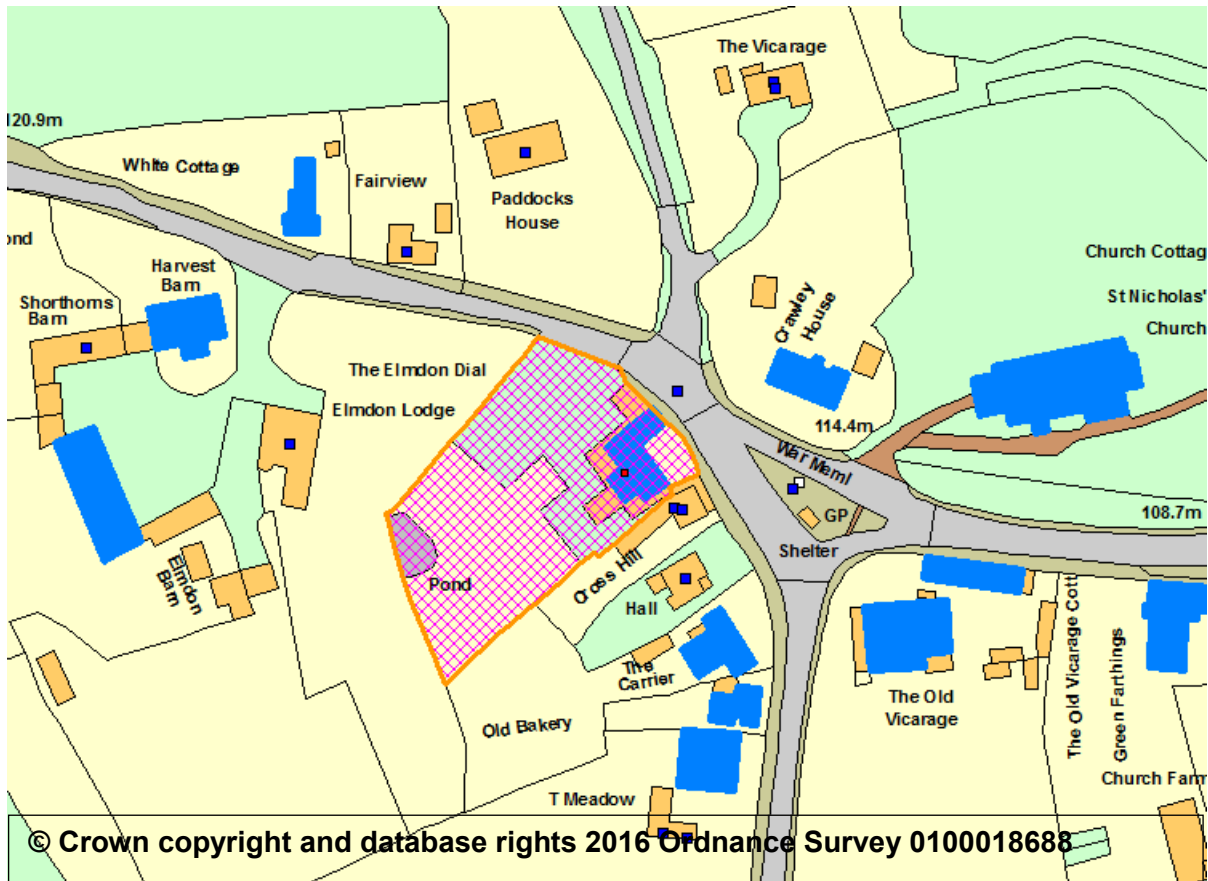 The Vicarage
120.9m
White Cottage
Fairview
Paddocks
House
ond
Harvest
Barn
Shorthorns
Barn
Church Cottag
St Nicholas'
Church
Crawley
House
The Elmdon Dial
Elmdon Lodge
114.4m
War Meml
GP
108.7m
Shelter
Elmdon
Barn
Pond
Cross Hill
Hall
The
Carrier
The Old
Vicarage
The Old Vicarage Cott
Green Farthings
Old Bakery
Church Farm
T Meadow
© Crown copyright and database rights 2016 Ordnance Survey 0100018688